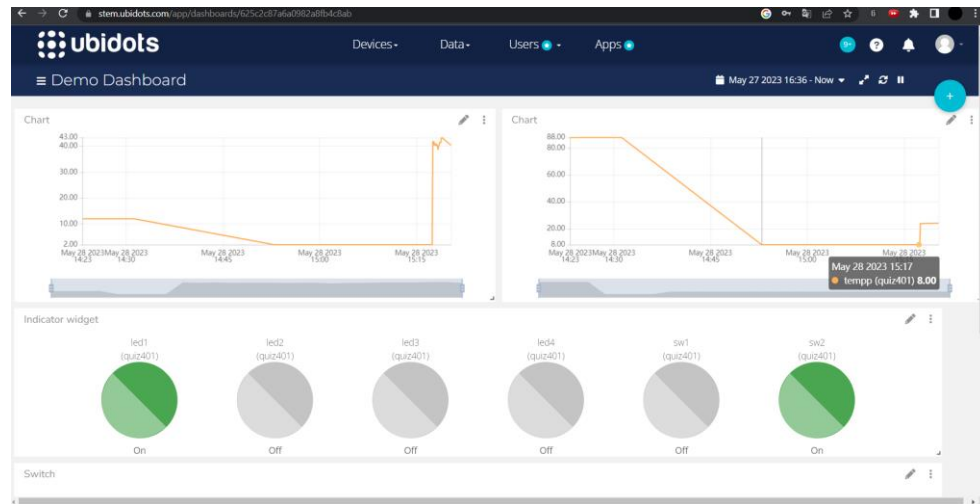 stem.ubidots.com/app/dashboards/625c2c87a6a0982a8fb4c8ab
ubidots
Devices
Data
Users
Apps
9+
?
Demo Dashboard
May 27 2023 16:36 - Now
+
Chart
43.00
40.00
30.00
20.00
10.00
2.00
May 28 2023 14:23
May 28 2023 14:30
May 28 2023 14:45
May 28 2023 15:00
May 28 2023 15:15
Chart
80.00
60.00
40.00
20.00
8.00
May 28 2023 14:23
May 28 2023 14:30
May 28 2023 14:45
May 28 2023 15:00
May 28 2023
May 28 2023 15:17
tempp (quiz401) 8.00
Indicator widget
led1 (quiz401)
led2 (quiz401)
led3 (quiz401)
led4 (quiz401)
sw1 (quiz401)
sw2 (quiz401)
On
Off
Off
Off
Off
On
Switch